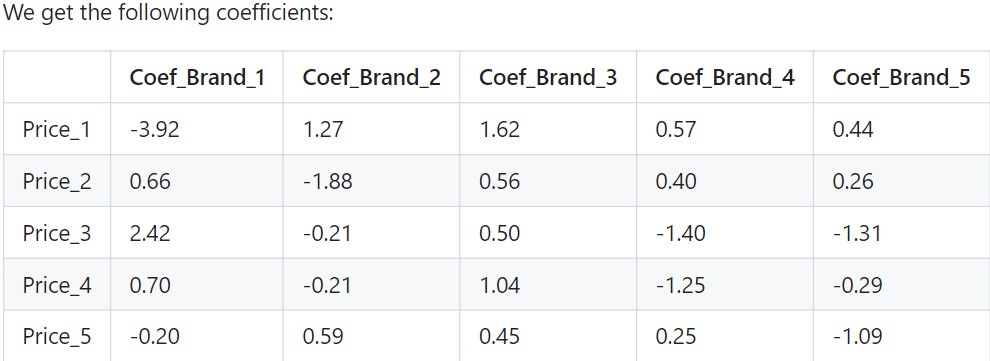 We get the following coefficients:
Coef_Brand_1 Coef_Brand_2 Coef_Brand_3 Coef_Brand_4 Coef_Brand_5
Price_1 -3.92 1.27 1.62 0.57 0.44
Price_2 0.66 -1.88 0.56 0.40 0.26
Price_3 2.42 -0.21 0.50 -1.40 -1.31
Price_4 0.70 -0.21 1.04 -1.25 -0.29
Price_5 -0.20 0.59 0.45 0.25 -1.09